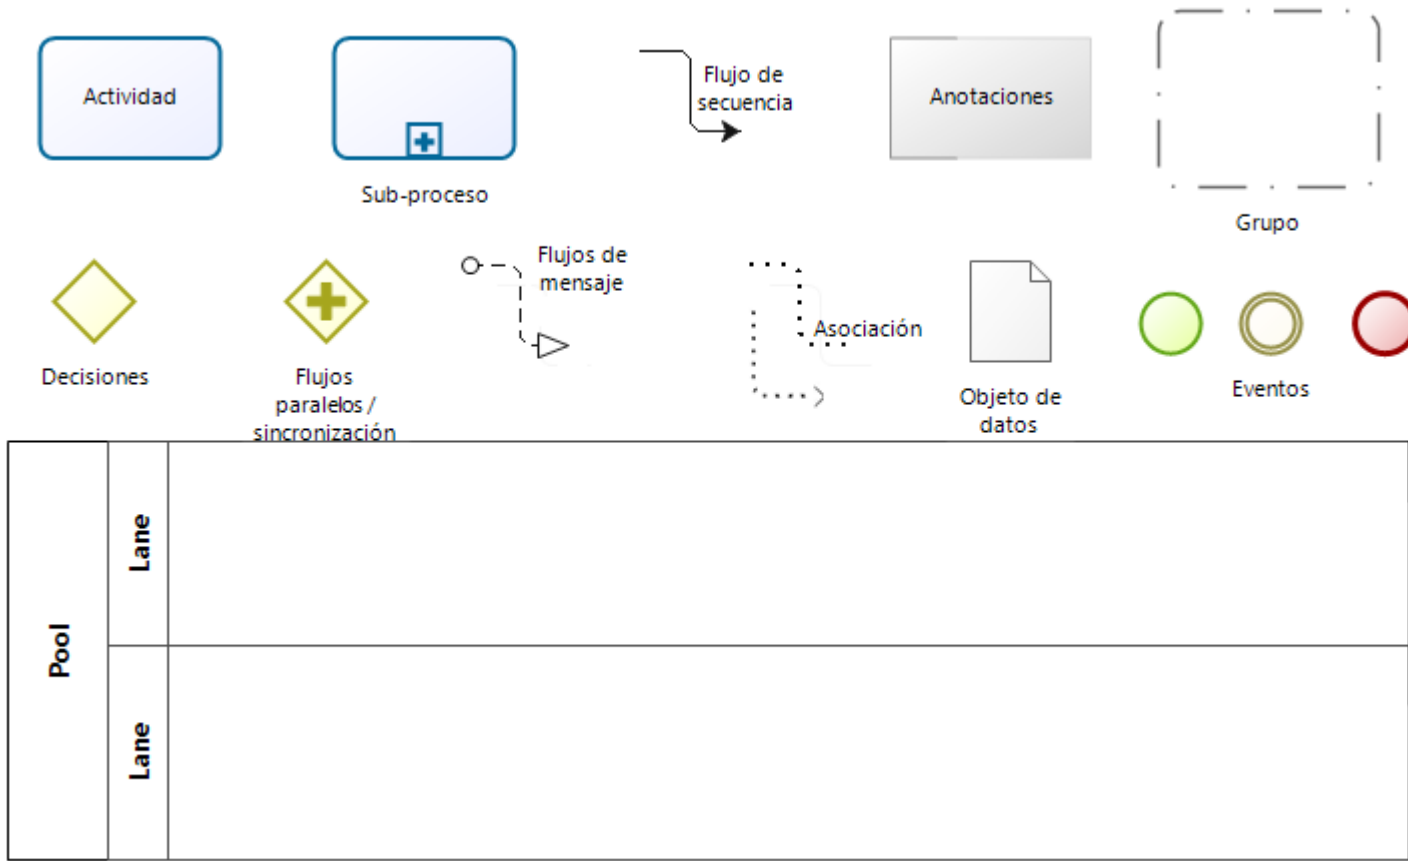 Actividad
Sub-proceso
Flujo de
secuencia
Anotaciones
Grupo
Decisiones
Flujos
paralelos /
sincronización
Flujos de
mensaje
Asociación
Objeto de
datos
Eventos
Pool
Lane
Lane